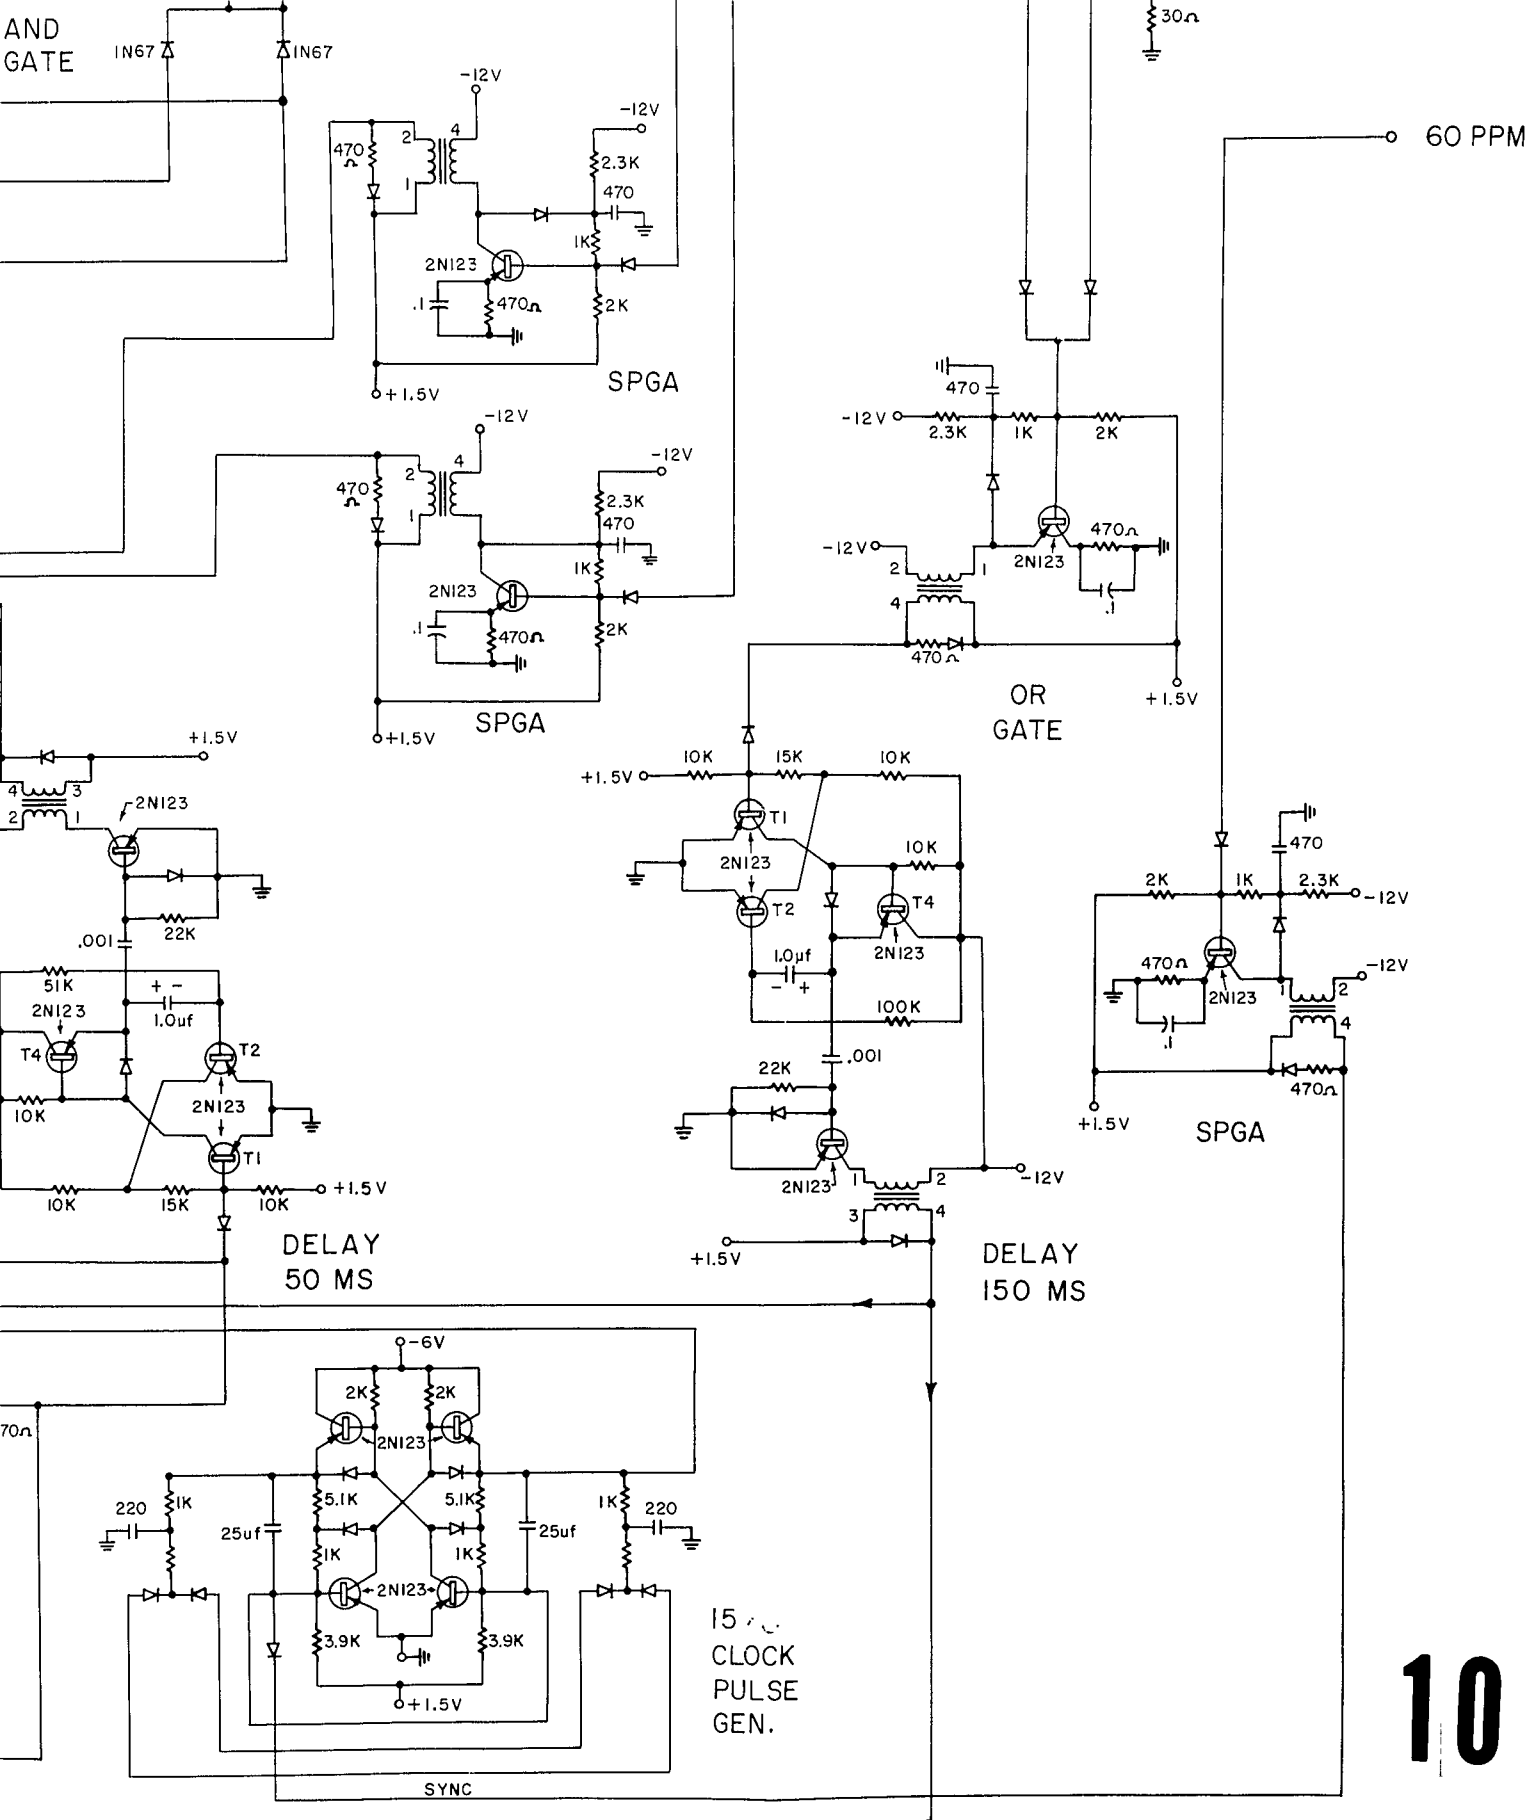 AND
GATE
1N67
1N67
30Ω
60 PPM
-12V
-12V
470
Ω
2
4
1
2.3K
470
1K
2N123
.1
470Ω
2K
+1.5V
SPGA
-12V
-12V
470
Ω
2
4
1
2.3K
470
1K
2N123
.1
470Ω
2K
+1.5V
SPGA
470
-12V
2.3K
1K
2K
-12V
2
1
4
2N123
470Ω
.1
470Ω
+1.5V
OR
GATE
+1.5V
4
3
2
1
2N123
22K
.001
51K
+ -
1.0uf
2N123
T4
T2
10K
2N123
T1
10K
15K
10K
+1.5V
DELAY
50 MS
+1.5V
10K
15K
10K
T1
2N123
10K
T2
T4
2N123
1.0µf
- +
100K
.001
22K
2N123
1
2
-12V
3
4
+1.5V
DELAY
150 MS
470
2K
1K
2.3K
-12V
470Ω
2N123
.1
-12V
1
2
4
470Ω
+1.5V
SPGA
70Ω
-6V
2K
2K
2N123
1K
220
25uf
5.1K
5.1K
25uf
1K
220
1K
1K
2N123
3.9K
3.9K
+1.5V
SYNC
15
CLOCK
PULSE
GEN.
10